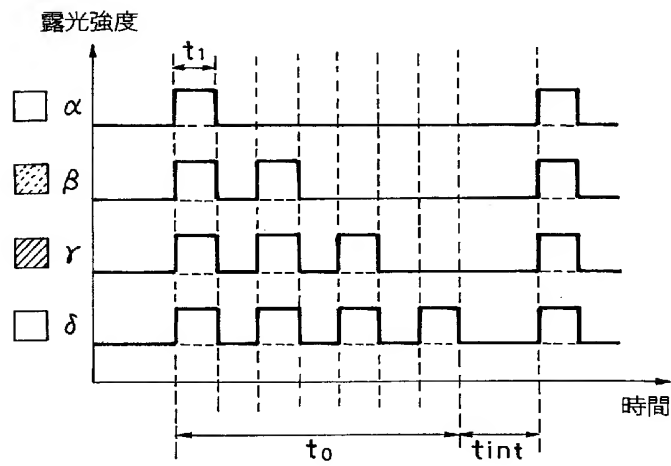 露光強度
t₁
α
β
γ
δ
時間
t₀
tint